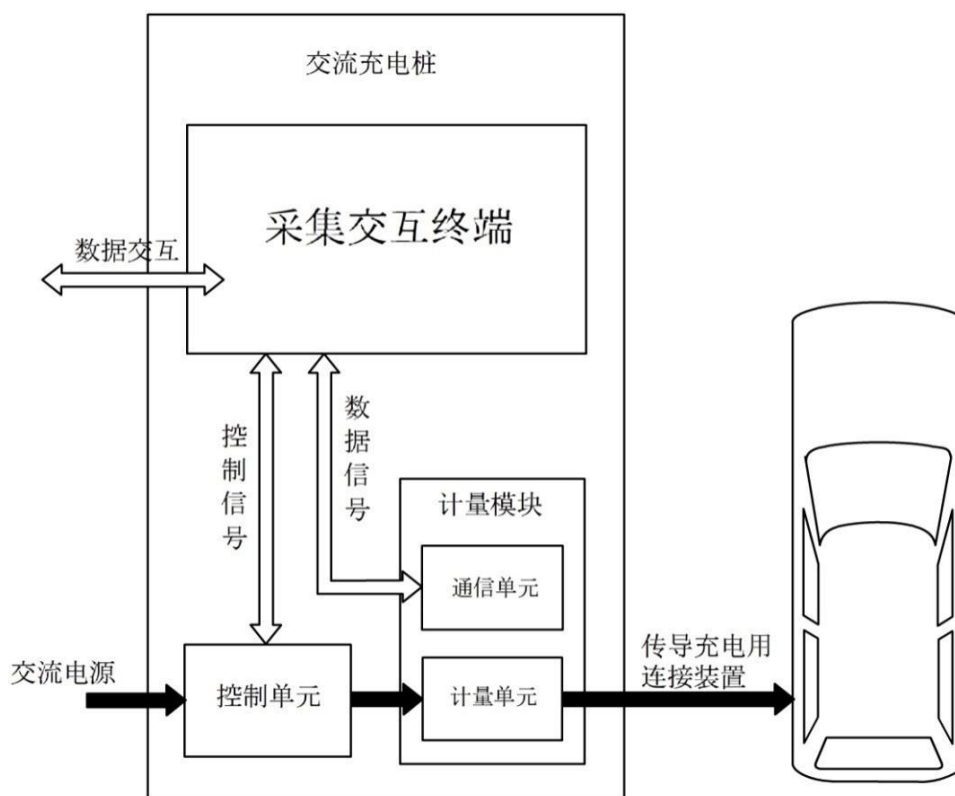 交流充电桩
采集交互终端
数据交互
控制信号
数据信号
计量模块
通信单元
交流电源
控制单元
计量单元
传导充电用
连接装置